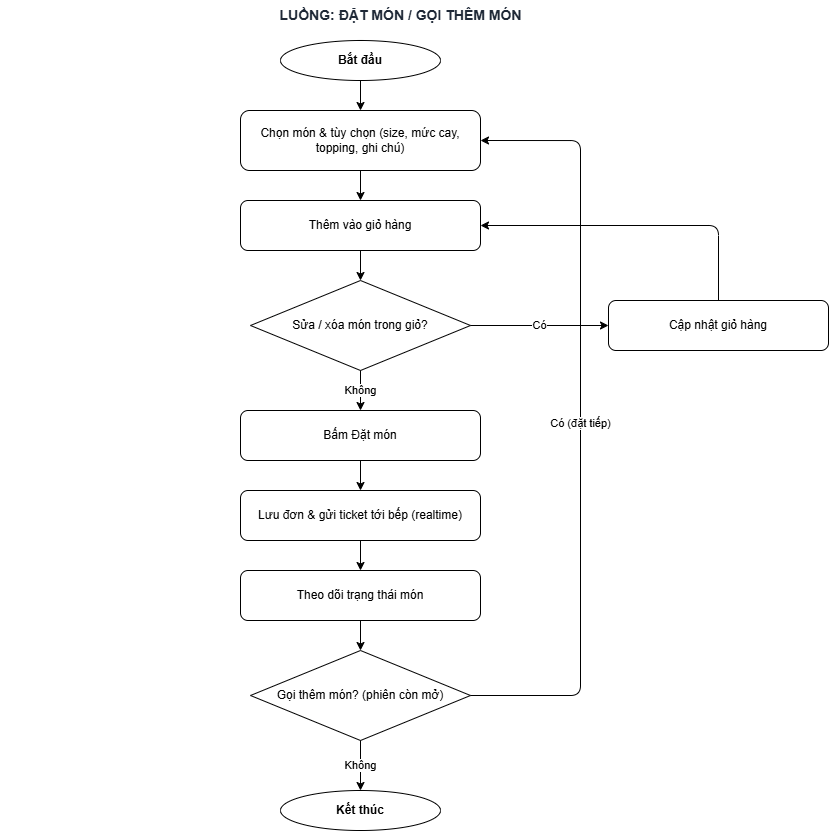 LUỒNG: ĐẶT MÓN / GỌI THÊM MÓN
Bắt đầu
Chọn món & tùy chọn (size, mức cay,
topping, ghi chú)
Thêm vào giỏ hàng
Sửa / xóa món trong giỏ?
Có
Cập nhật giỏ hàng
Không
Bấm Đặt món
Có (đặt tiếp)
Lưu đơn & gửi ticket tới bếp (realtime)
Theo dõi trạng thái món
Gọi thêm món? (phiên còn mở)
Không
Kết thúc